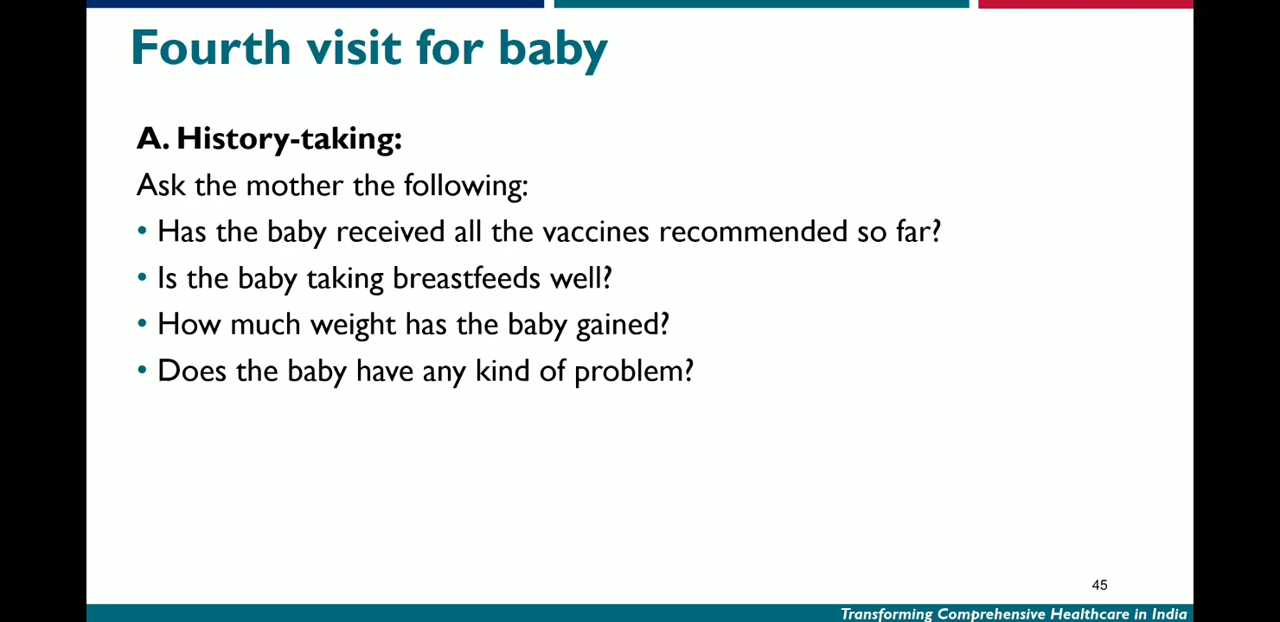 Fourth visit for baby
A. History-taking:
Ask the mother the following:
• Has the baby received all the vaccines recommended so far?
• Is the baby taking breastfeeds well?
• How much weight has the baby gained?
• Does the baby have any kind of problem?
45
Transforming Comprehensive Healthcare in India